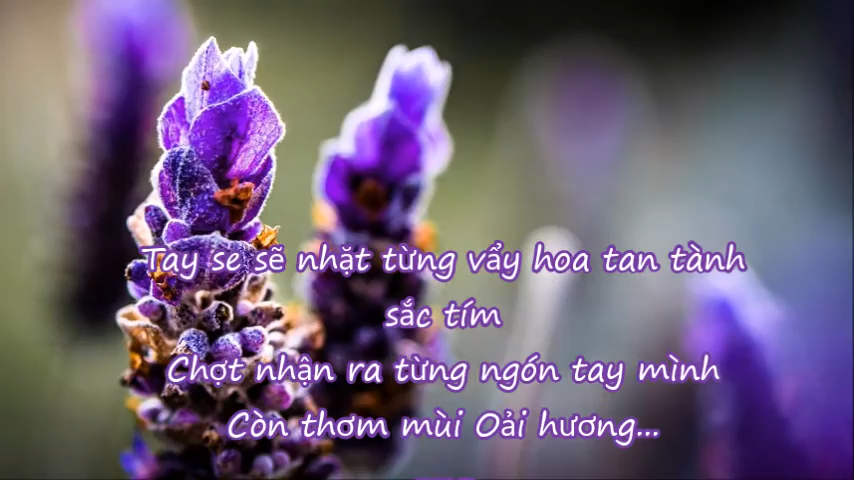 Tay se sẽ nhặt từng vẩy hoa tan tành
sắc tím
Chợt nhận ra từng ngón tay mình
Còn thơm mùi Oải hương...